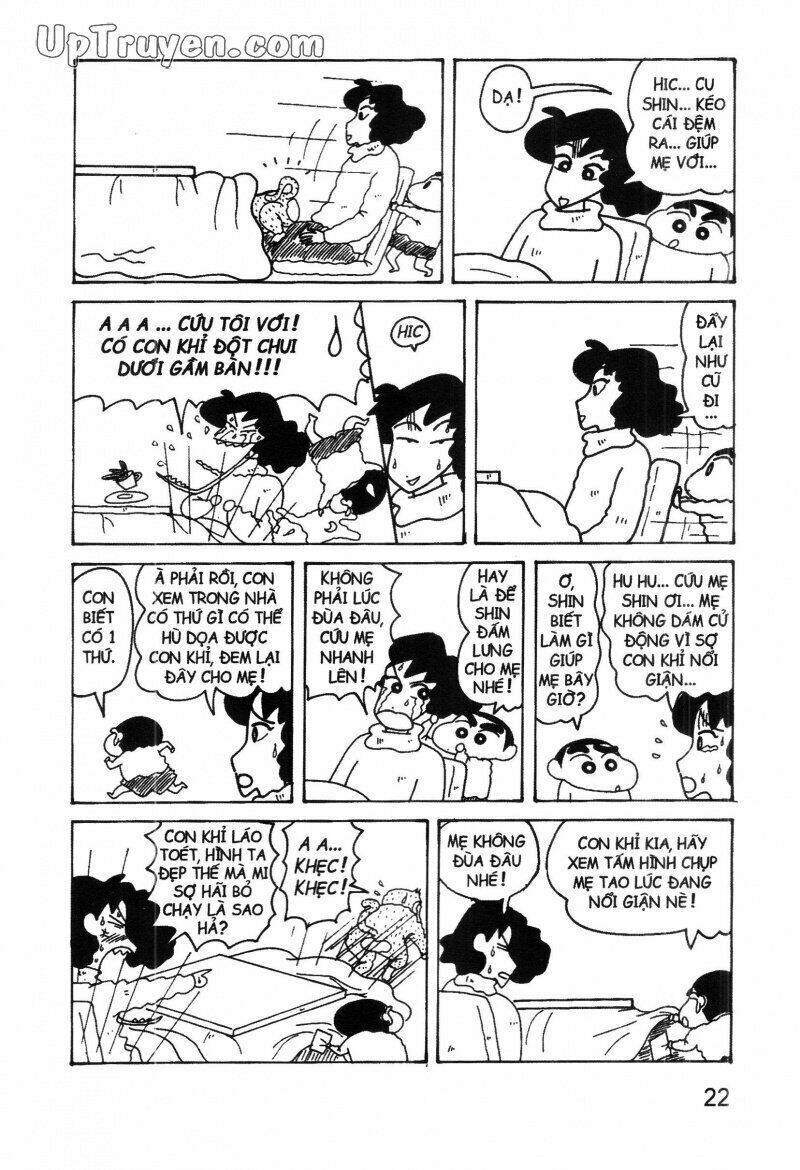 UpTruyen.com
HIC... CU
SHIN... KÉO
CÁI ĐỆM
RA... GIÚP
MẸ VỚI...
DẠ!
ĐẨY
LẠI
NHƯ
CŨ
ĐI
...
HIC
A A A ... CỨU TÔI VỚI!
CÓ CON KHỈ ĐỘT CHUI
DƯỚI GẦM BÀN!!!
HU HU... CỨU MẸ
SHIN ƠI... MẸ
KHÔNG DÁM CỬ
ĐỘNG VÌ SỢ
CON KHỈ NỔI
GIẬN...
Ơ,
SHIN
BIẾT
LÀM GÌ
GIÚP
MẸ BÂY
GIỜ?
HAY
LÀ ĐỂ
SHIN
ĐẤM
LƯNG
CHO MẸ
NHÉ!
KHÔNG
PHẢI LÚC
ĐÙA ĐÂU,
CỨU MẸ
NHANH
LÊN!
À PHẢI RỒI, CON
XEM TRONG NHÀ
CÓ THỨ GÌ CÓ THỂ
HÙ DỌA ĐƯỢC
CON KHỈ, ĐEM LẠI
ĐÂY CHO MẸ!
CON
BIẾT
CÓ 1
THỨ.
CON KHỈ KIA, HÃY
XEM TẤM HÌNH CHỤP
MẸ TAO LÚC ĐANG
NỔI GIẬN NÈ!
MẸ KHÔNG
ĐÙA ĐÂU
NHÉ!
A A...
KHẸC!
KHẸC!
CON KHỈ LÁO
TOÉT, HÌNH TA
ĐẸP THẾ MÀ MI
SỢ HÃI BỎ
CHẠY LÀ SAO
HẢ?
22